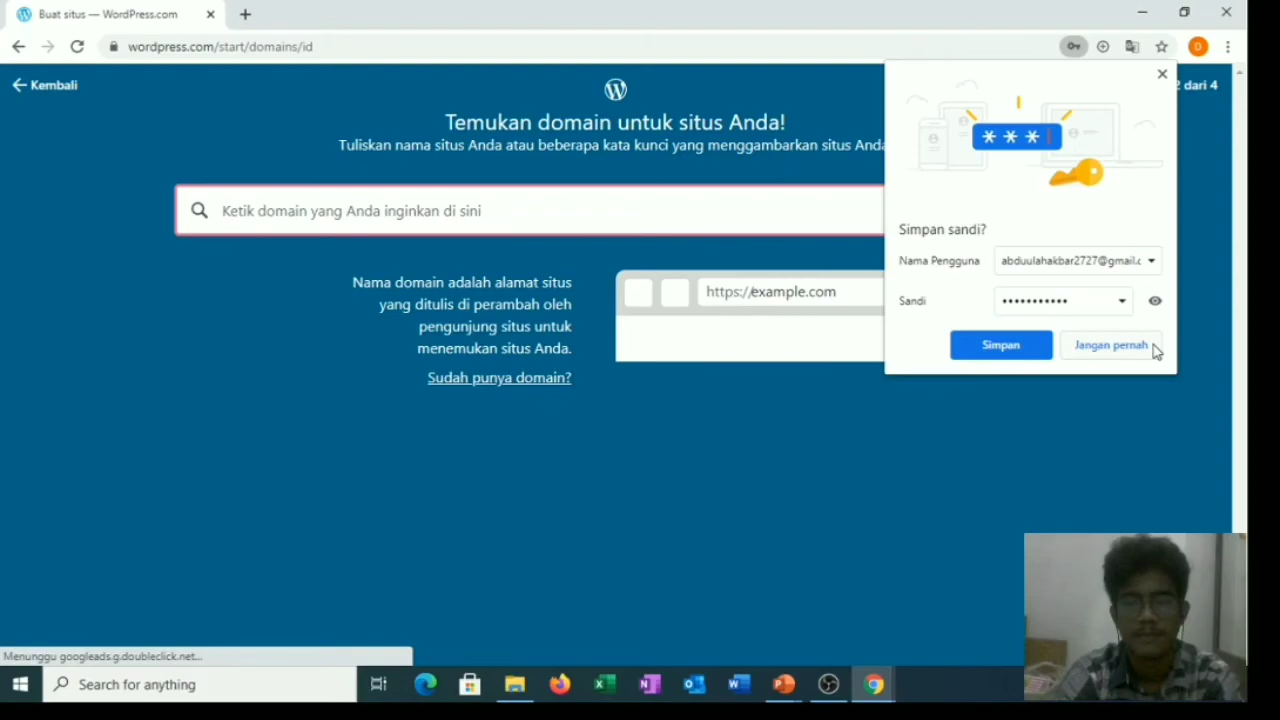 Buat situs — WordPress.com
wordpress.com/start/domains/id
D
Kembali
2 dari 4
Temukan domain untuk situs Anda!
Tuliskan nama situs Anda atau beberapa kata kunci yang menggambarkan situs Anda
Ketik domain yang Anda inginkan di sini
Nama domain adalah alamat situs
yang ditulis di perambah oleh
pengunjung situs untuk
menemukan situs Anda.
Sudah punya domain?
https://example.com
***
Simpan sandi?
Nama Pengguna abduulahakbar2727@gmail.c
Sandi •••••••••••
Simpan Jangan pernah
Menunggu googleads.g.doubleclick.net...
Search for anything